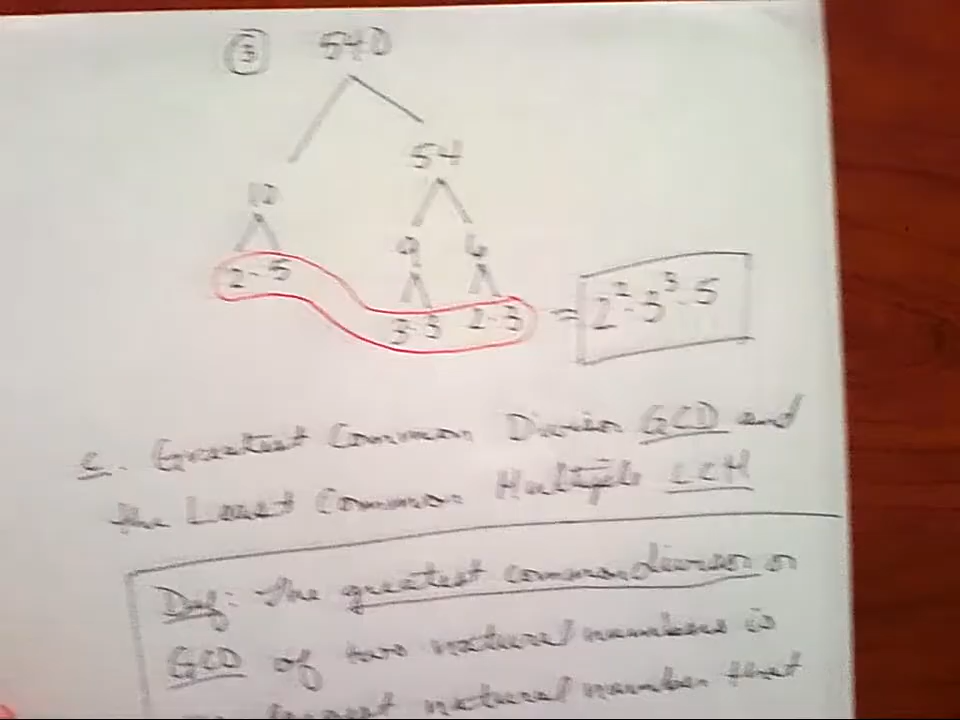 ③ 540
54
10
9 6
2·5
3·3 2·3 = 2²·3³·5
c. Greatest Common Divisor GCD and
the Least Common Multiple LCM
Def: The greatest common divisor or
GCD of two natural numbers is
largest natural number that